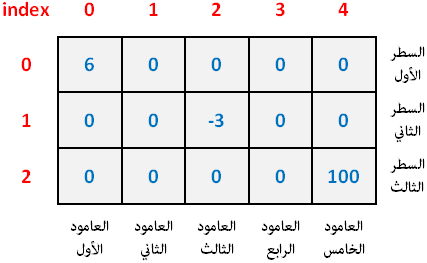 index 0 1 2 3 4
0 6 0 0 0 0 السطر الأول
1 0 0 -3 0 0 السطر الثاني
2 0 0 0 0 100 السطر الثالث
العامود العامود العامود العامود العامود
الأول الثاني الثالث الرابع الخامس